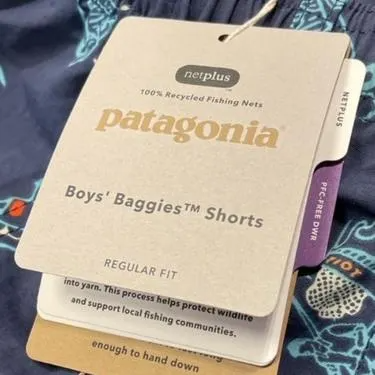 netplus™
100% Recycled Fishing Nets
patagonia®
Boys' Baggies™ Shorts
REGULAR FIT
NETPLUS
PFC-FREE DWR
into yarn. This process helps protect wildlife
and support local fishing communities.
enough to hand down